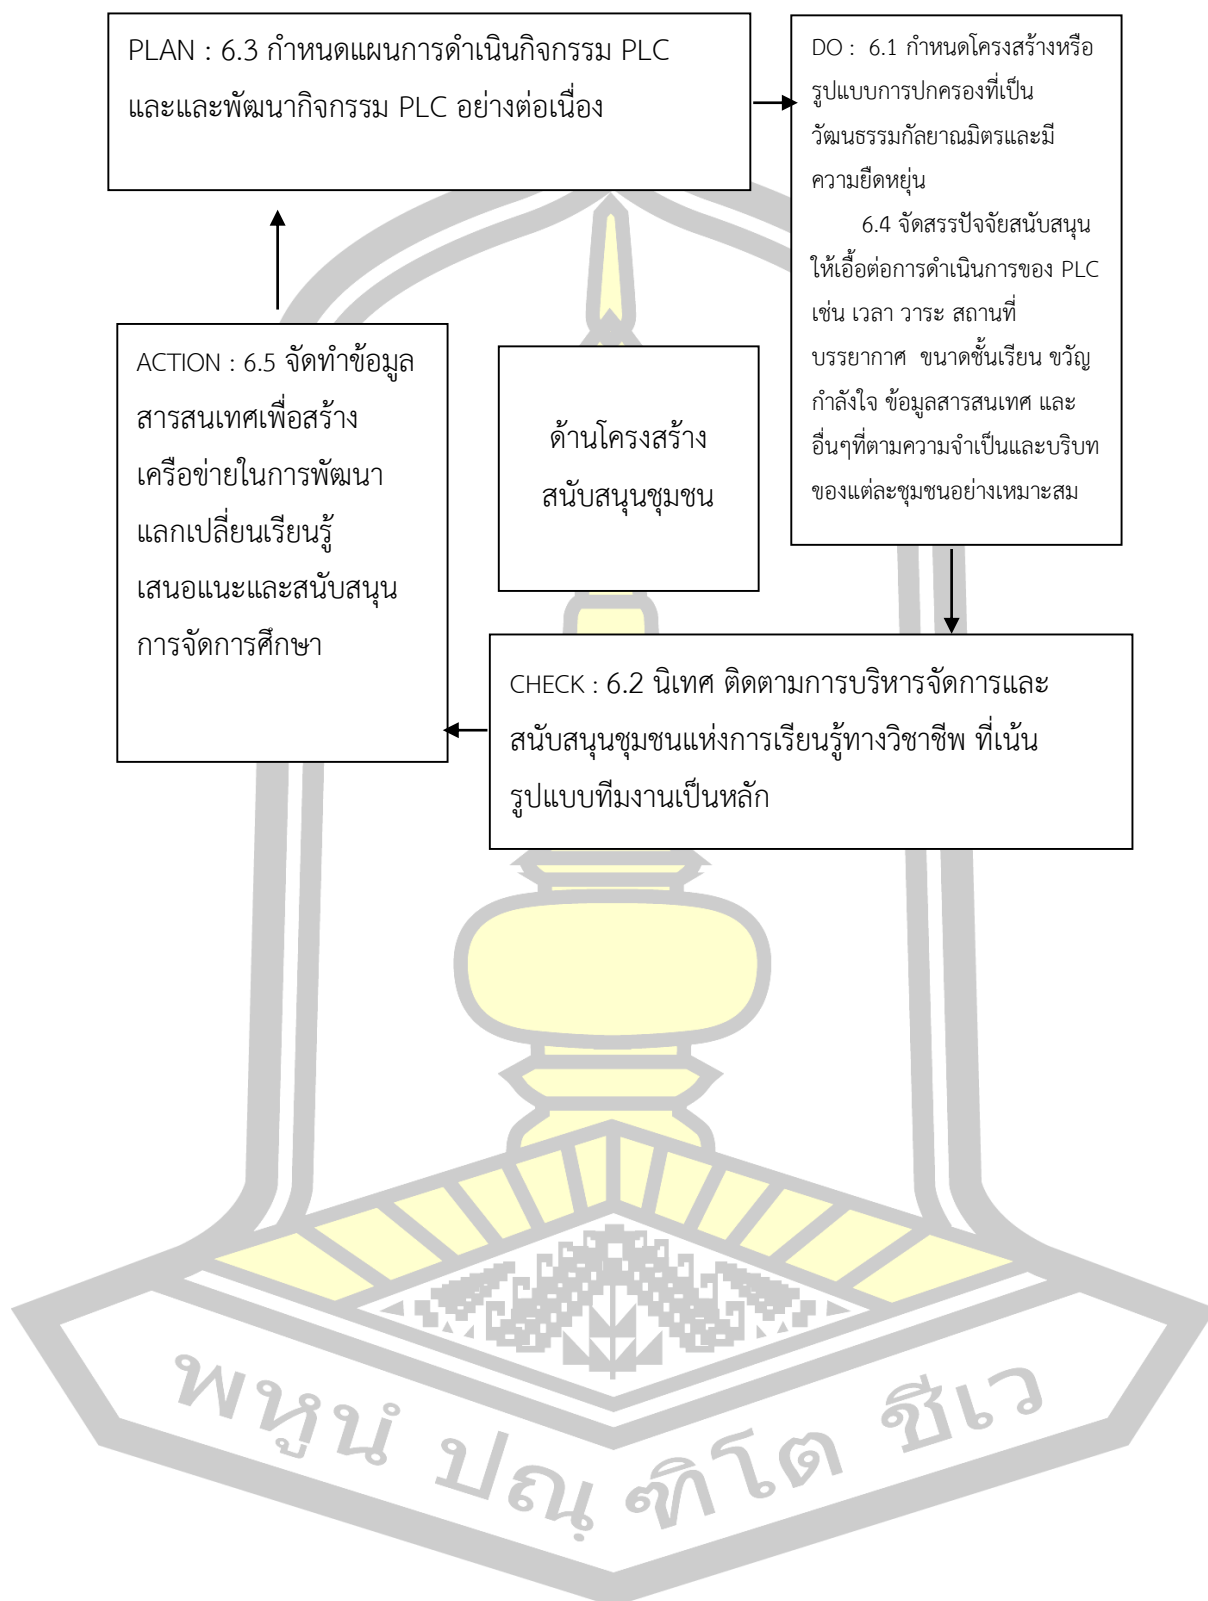 PLAN : 6.3 กำหนดแผนการดำเนินกิจกรรม PLC
และและพัฒนากิจกรรม PLC อย่างต่อเนื่อง
DO :  6.1 กำหนดโครงสร้างหรือ
รูปแบบการปกครองที่เป็น
วัฒนธรรมกัลยาณมิตรและมี
ความยืดหยุ่น
6.4 จัดสรรปัจจัยสนับสนุน
ให้เอื้อต่อการดำเนินการของ PLC
เช่น เวลา วาระ สถานที่
บรรยากาศ  ขนาดชั้นเรียน ขวัญ
กำลังใจ ข้อมูลสารสนเทศ และ
อื่นๆที่ตามความจำเป็นและบริบท
ของแต่ละชุมชนอย่างเหมาะสม
ACTION : 6.5 จัดทำข้อมูล
สารสนเทศเพื่อสร้าง
เครือข่ายในการพัฒนา
แลกเปลี่ยนเรียนรู้
เสนอแนะและสนับสนุน
การจัดการศึกษา
ด้านโครงสร้าง
สนับสนุนชุมชน
CHECK : 6.2 นิเทศ ติดตามการบริหารจัดการและ
สนับสนุนชุมชนแห่งการเรียนรู้ทางวิชาชีพ ที่เน้น
รูปแบบทีมงานเป็นหลัก
พหูนํ ปณฺฑิโต ชีเว